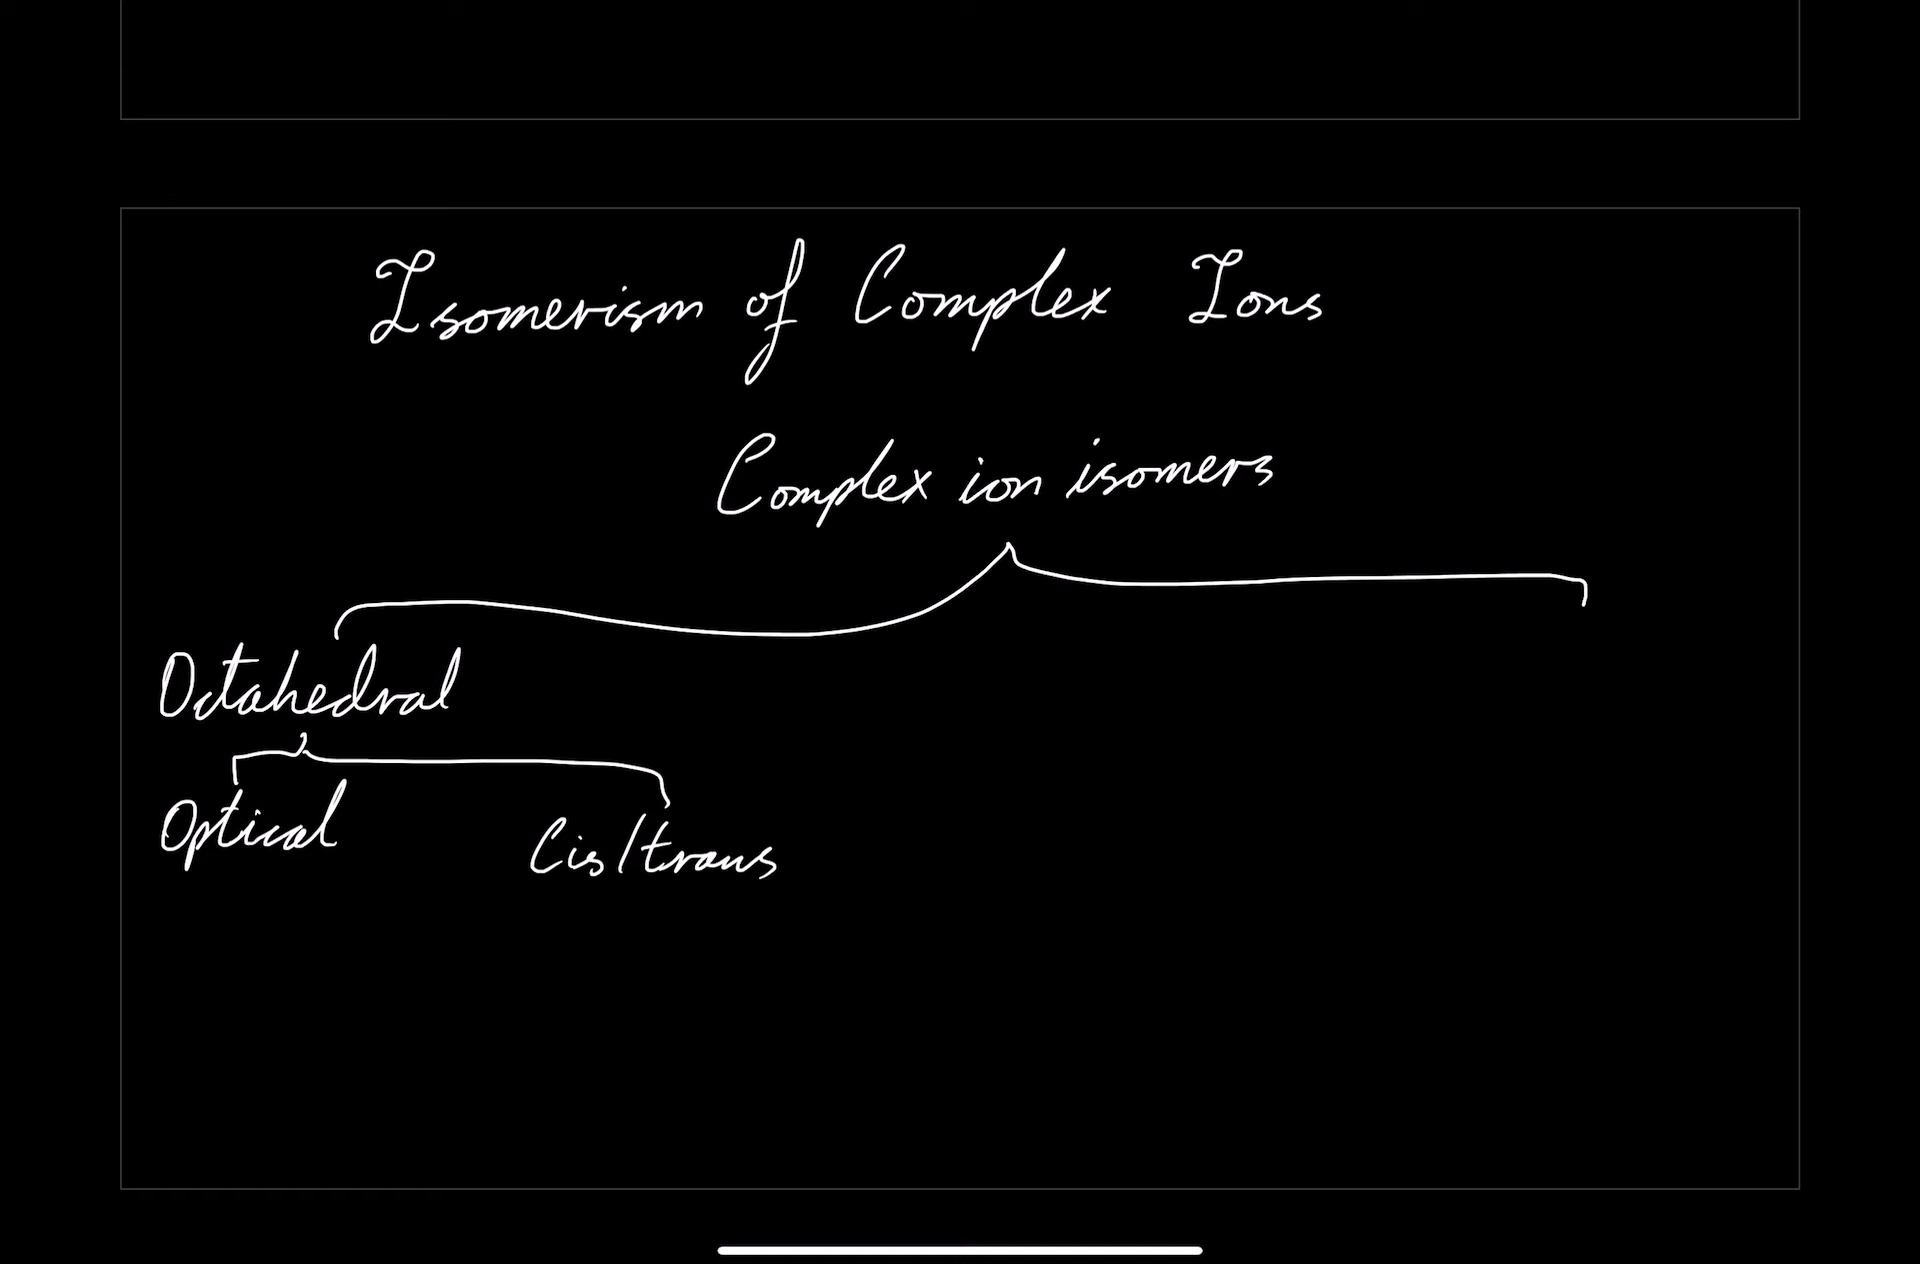 Isomerism of Complex Ions
Complex ion isomers
Octahedral
Optical
Cis/trans